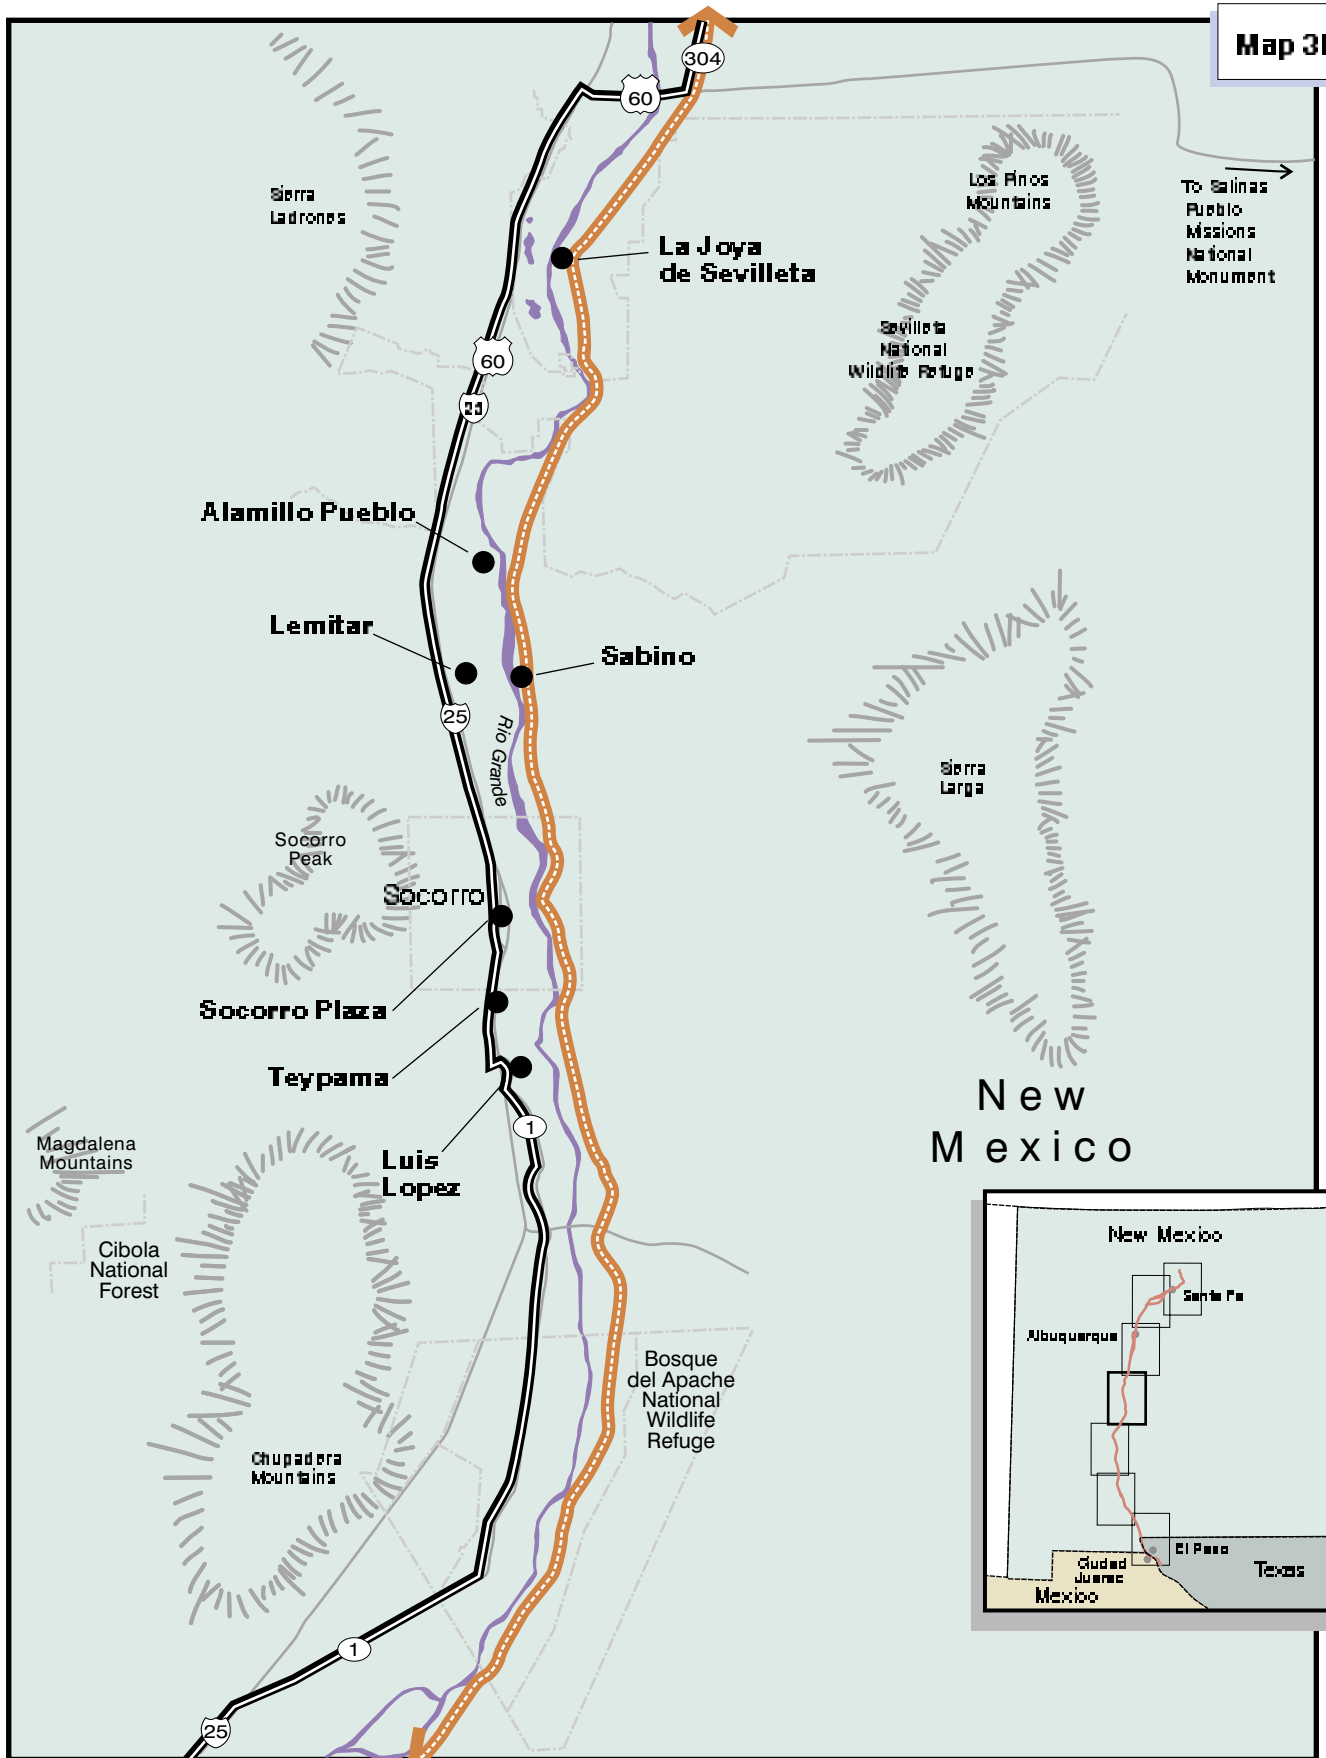 304
Map 3
60
Sierra
Ladrones
Los Pinos
Mountains
To Salinas
Pueblo
Missions
National
Monument
La Joya
de Sevilleta
Sevilleta
National
Wildlife Refuge
60
25
Alamillo Pueblo
Lemitar
Sabino
25
Rio Grande
Sierra
Larga
Socorro
Peak
Socorro
Socorro Plaza
Teypama
New
Mexico
1
Magdalena
Mountains
Luis
Lopez
Cibola
National
Forest
New Mexico
Santa Fe
Albuquerque
Bosque
del Apache
National
Wildlife
Refuge
Chupadera
Mountains
El Paso
Ciudad
Juarez
Texas
Mexico
1
25